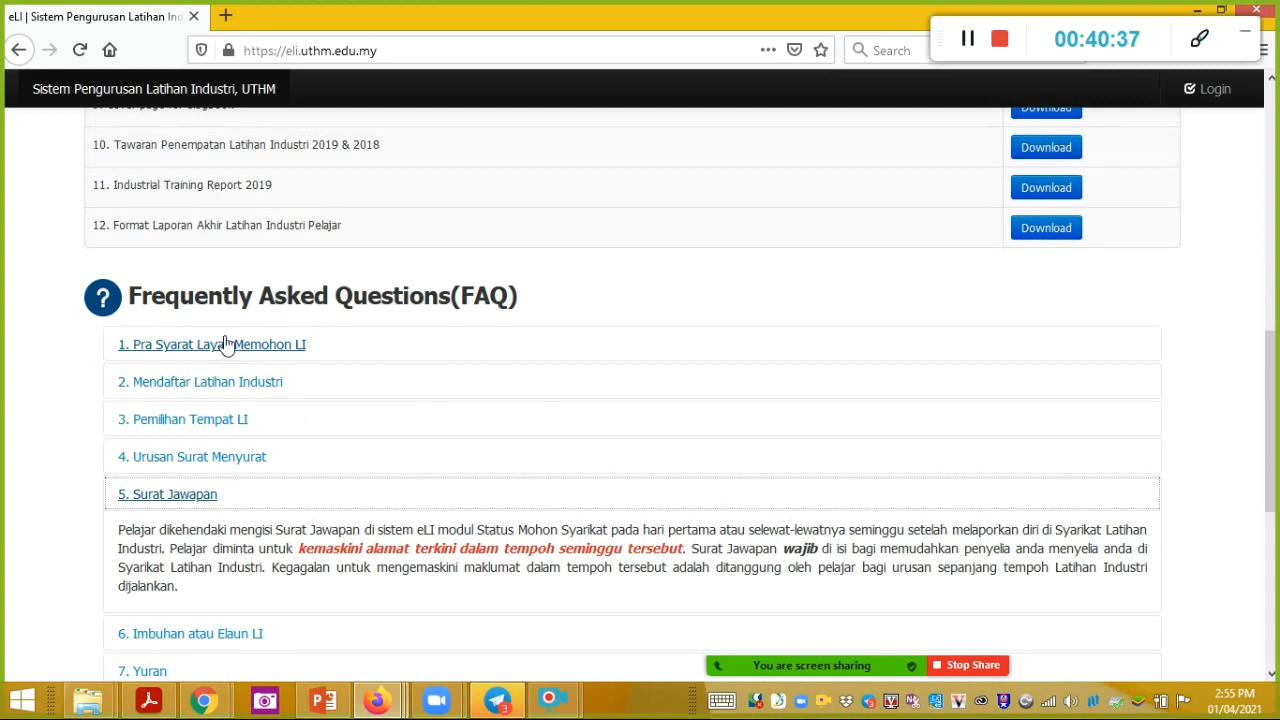 eLI | Sistem Pengurusan Latihan Ind
00:40:37
https://eli.uthm.edu.my
Search
Sistem Pengurusan Latihan Industri, UTHM
Login
Download
10. Tawaran Penempatan Latihan Industri 2019 & 2018
Download
11. Industrial Training Report 2019
Download
12. Format Laporan Akhir Latihan Industri Pelajar
Download
? Frequently Asked Questions(FAQ)
1. Pra Syarat Memohon LI
2. Mendaftar Latihan Industri
3. Pemilihan Tempat LI
4. Urusan Surat Menyurat
5. Surat Jawapan
Pelajar dikehendaki mengisi Surat Jawapan di sistem eLI modul Status Mohon Syarikat pada hari pertama atau selewat-lewatnya seminggu setelah melaporkan diri di Syarikat Latihan
Industri. Pelajar diminta untuk kemaskini alamat terkini dalam tempoh seminggu tersebut. Surat Jawapan wajib di isi bagi memudahkan penyelia anda menyelia anda di
Syarikat Latihan Industri. Kegagalan untuk mengemaskini maklumat dalam tempoh tersebut adalah ditanggung oleh pelajar bagi urusan sepanjang tempoh Latihan Industri
dijalankan.
6. Imbuhan atau Elaun LI
7. Yuran
You are screen sharing
Stop Share
3
2:55 PM
01/04/2021